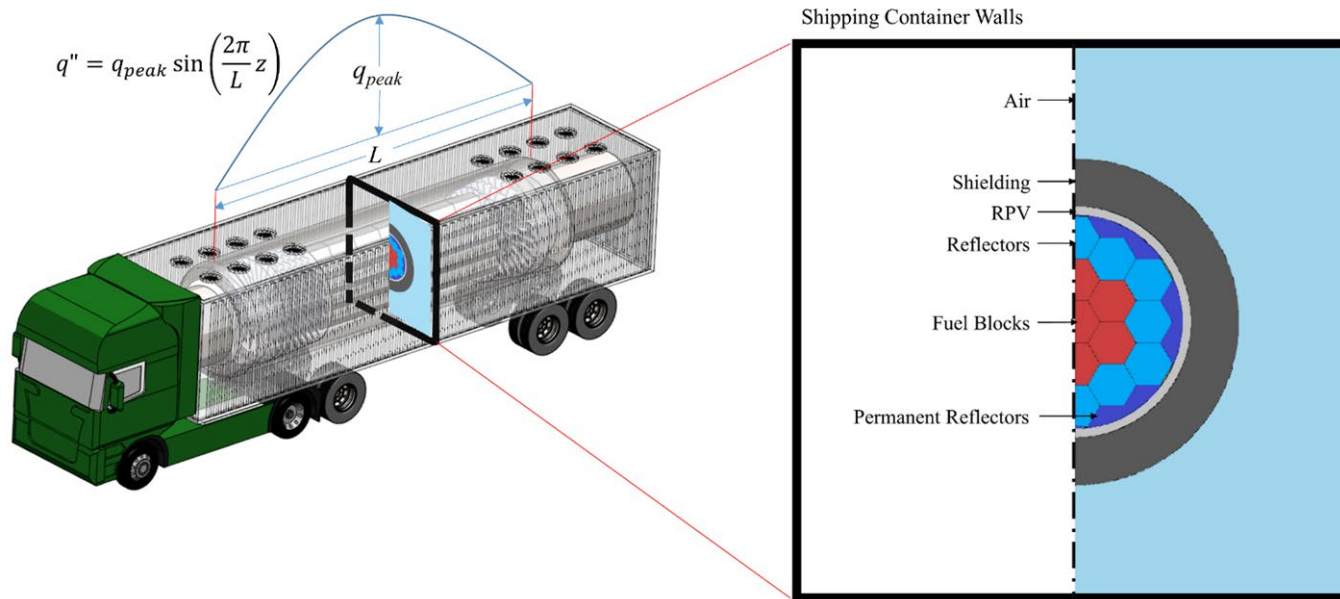 Shipping Container Walls
q" = q_peak sin(2π/L z)
q_peak
L
Air
Shielding
RPV
Reflectors
Fuel Blocks
Permanent Reflectors